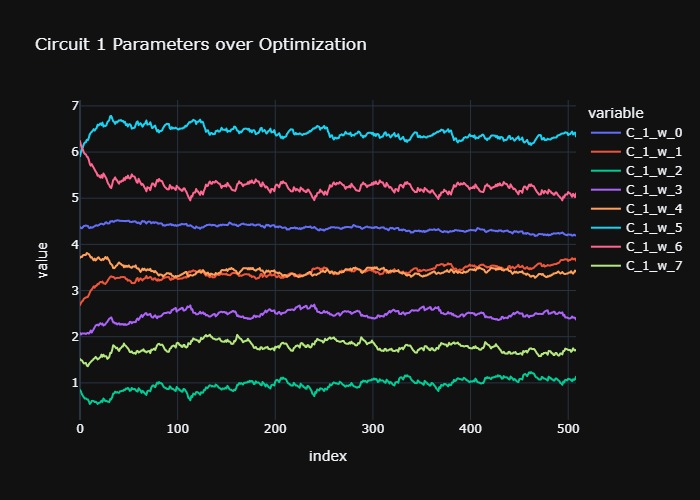 Circuit 1 Parameters over Optimization
variable
C_1_w_0
C_1_w_1
C_1_w_2
C_1_w_3
C_1_w_4
C_1_w_5
C_1_w_6
C_1_w_7
value
7
6
5
4
3
2
1
0
100
200
300
400
500
index